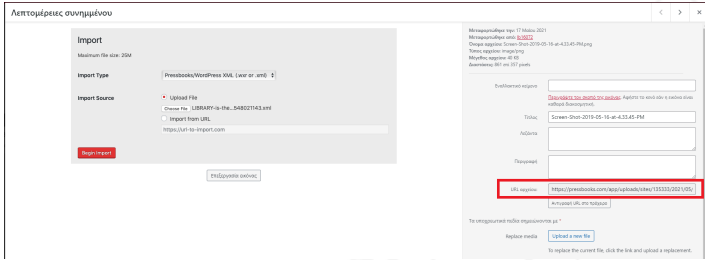 Λεπτομέρειες συνημμένου
Import
Maximum file size: 25M
Import Type
Pressbooks/WordPress XML (.wxr or .xml)
Import Source
Upload File
Choose File LIBRARY-is-the...548021143.xml
Import from URL
https://url-to-import.com
Begin Import
Επεξεργασία εικόνας
Μεταφορτώθηκε την: 17 Μαΐου 2021
Μεταφορτώθηκε από:
Όνομα αρχείου: Screen-Shot-2019-05-16-at-4.33.45-PM.png
Τύπος αρχείου: image/png
Μέγεθος αρχείου: 40 KB
Διαστάσεις: 861 επί 357 pixels
Εναλλακτικό κείμενο
Περιγράψτε τον σκοπό της εικόνας. Αφήστε το κενό εάν η εικόνα είναι
καθαρά διακοσμητική.
Τίτλος
Screen-Shot-2019-05-16-at-4.33.45-PM
Λεζάντα
Περιγραφή
URL αρχείου:
https://pressbooks.com/app/uploads/sites/135333/2021/05/
Αντιγραφή URL στο πρόχειρο
Τα υποχρεωτικά πεδία σημειώνονται με *
Replace media
Upload a new file
To replace the current file, click the link and upload a replacement.